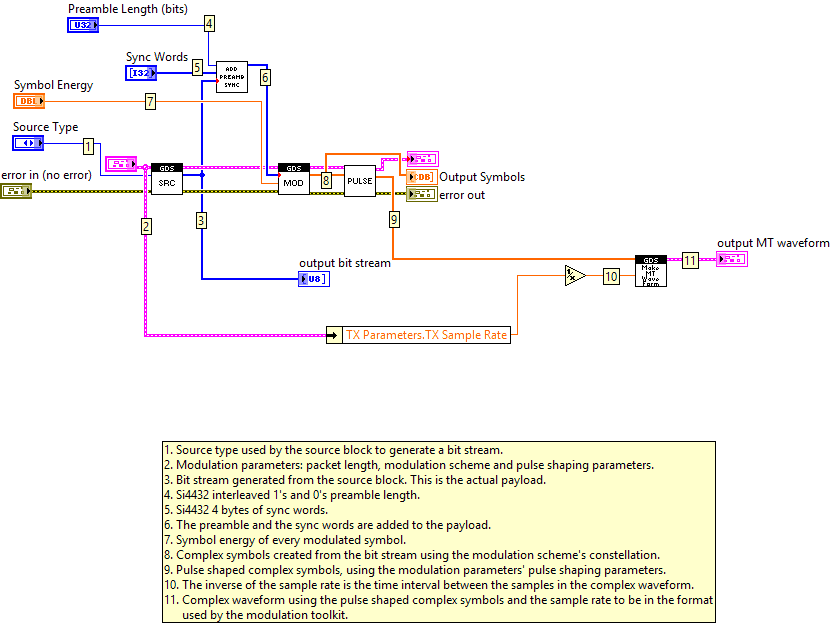 Preamble Length (bits)
U32
4
Sync Words
I32
5
ADD
PREAMB
SYNC
6
Symbol Energy
DBL
7
Source Type
1
error in (no error)
GDS
SRC
GDS
MOD
8
PULSE
CDB
Output Symbols
error out
2
3
9
output bit stream
U8
output MT waveform
GDS
Make
MT
Wave
Form
11
1/x
10
TX Parameters.TX Sample Rate
1. Source type used by the source block to generate a bit stream.
2. Modulation parameters: packet length, modulation scheme and pulse shaping parameters.
3. Bit stream generated from the source block. This is the actual payload.
4. Si4432 interleaved 1's and 0's preamble length.
5. Si4432 4 bytes of sync words.
6. The preamble and the sync words are added to the payload.
7. Symbol energy of every modulated symbol.
8. Complex symbols created from the bit stream using the modulation scheme's constellation.
9. Pulse shaped complex symbols, using the modulation parameters' pulse shaping parameters.
10. The inverse of the sample rate is the time interval between the samples in the complex waveform.
11. Complex waveform using the pulse shaped complex symbols and the sample rate to be in the format
used by the modulation toolkit.